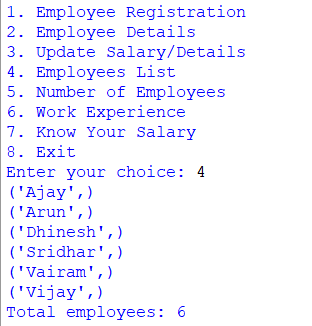 1. Employee Registration
2. Employee Details
3. Update Salary/Details
4. Employees List
5. Number of Employees
6. Work Experience
7. Know Your Salary
8. Exit
Enter your choice: 4
('Ajay',)
('Arun',)
('Dhinesh',)
('Sridhar',)
('Vairam',)
('Vijay',)
Total employees: 6